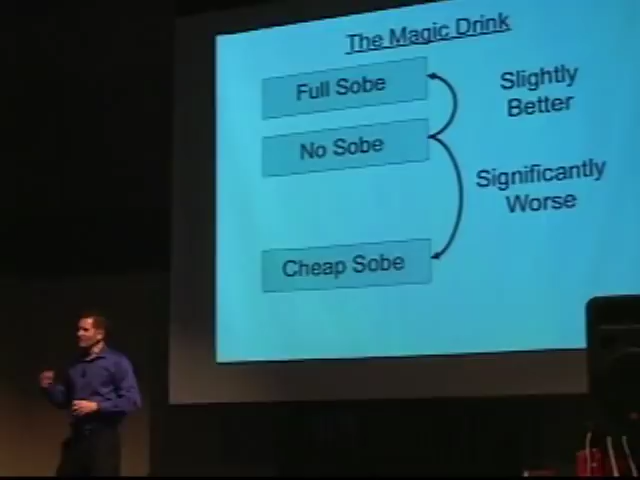 The Magic Drink
Full Sobe
Slightly
Better
No Sobe
Significantly
Worse
Cheap Sobe